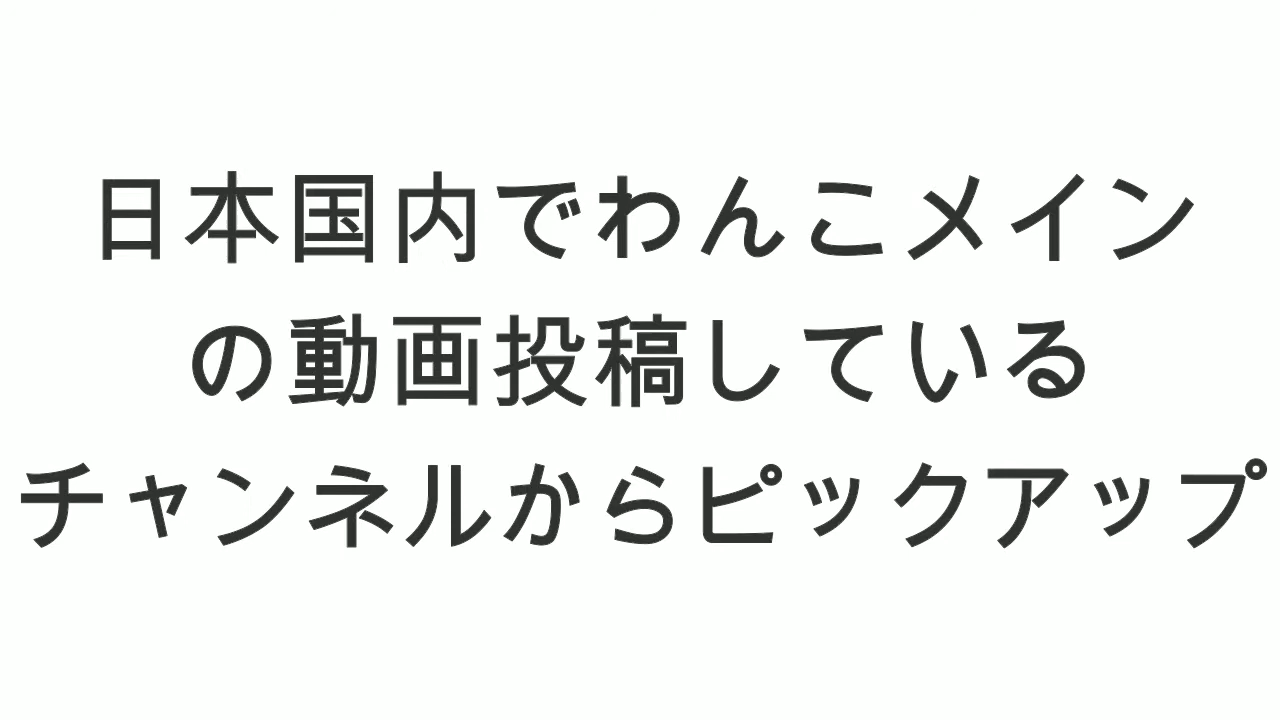 日本国内でわんこメイン
の動画投稿している
チャンネルからピックアップ